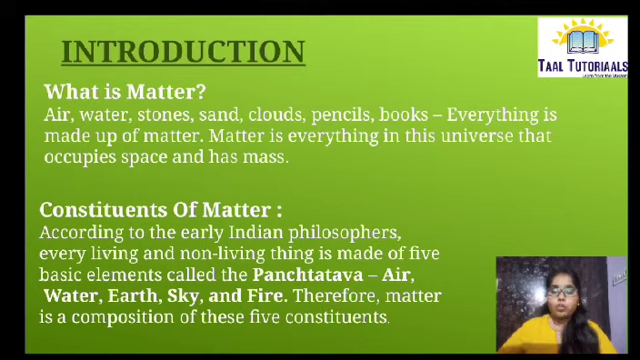 INTRODUCTION
TAAL TUTORIAALS
What is Matter?
Air, water, stones, sand, clouds, pencils, books – Everything is
made up of matter. Matter is everything in this universe that
occupies space and has mass.
Constituents Of Matter :
According to the early Indian philosophers,
every living and non-living thing is made of five
basic elements called the Panchtatava – Air,
Water, Earth, Sky, and Fire. Therefore, matter
is a composition of these five constituents.